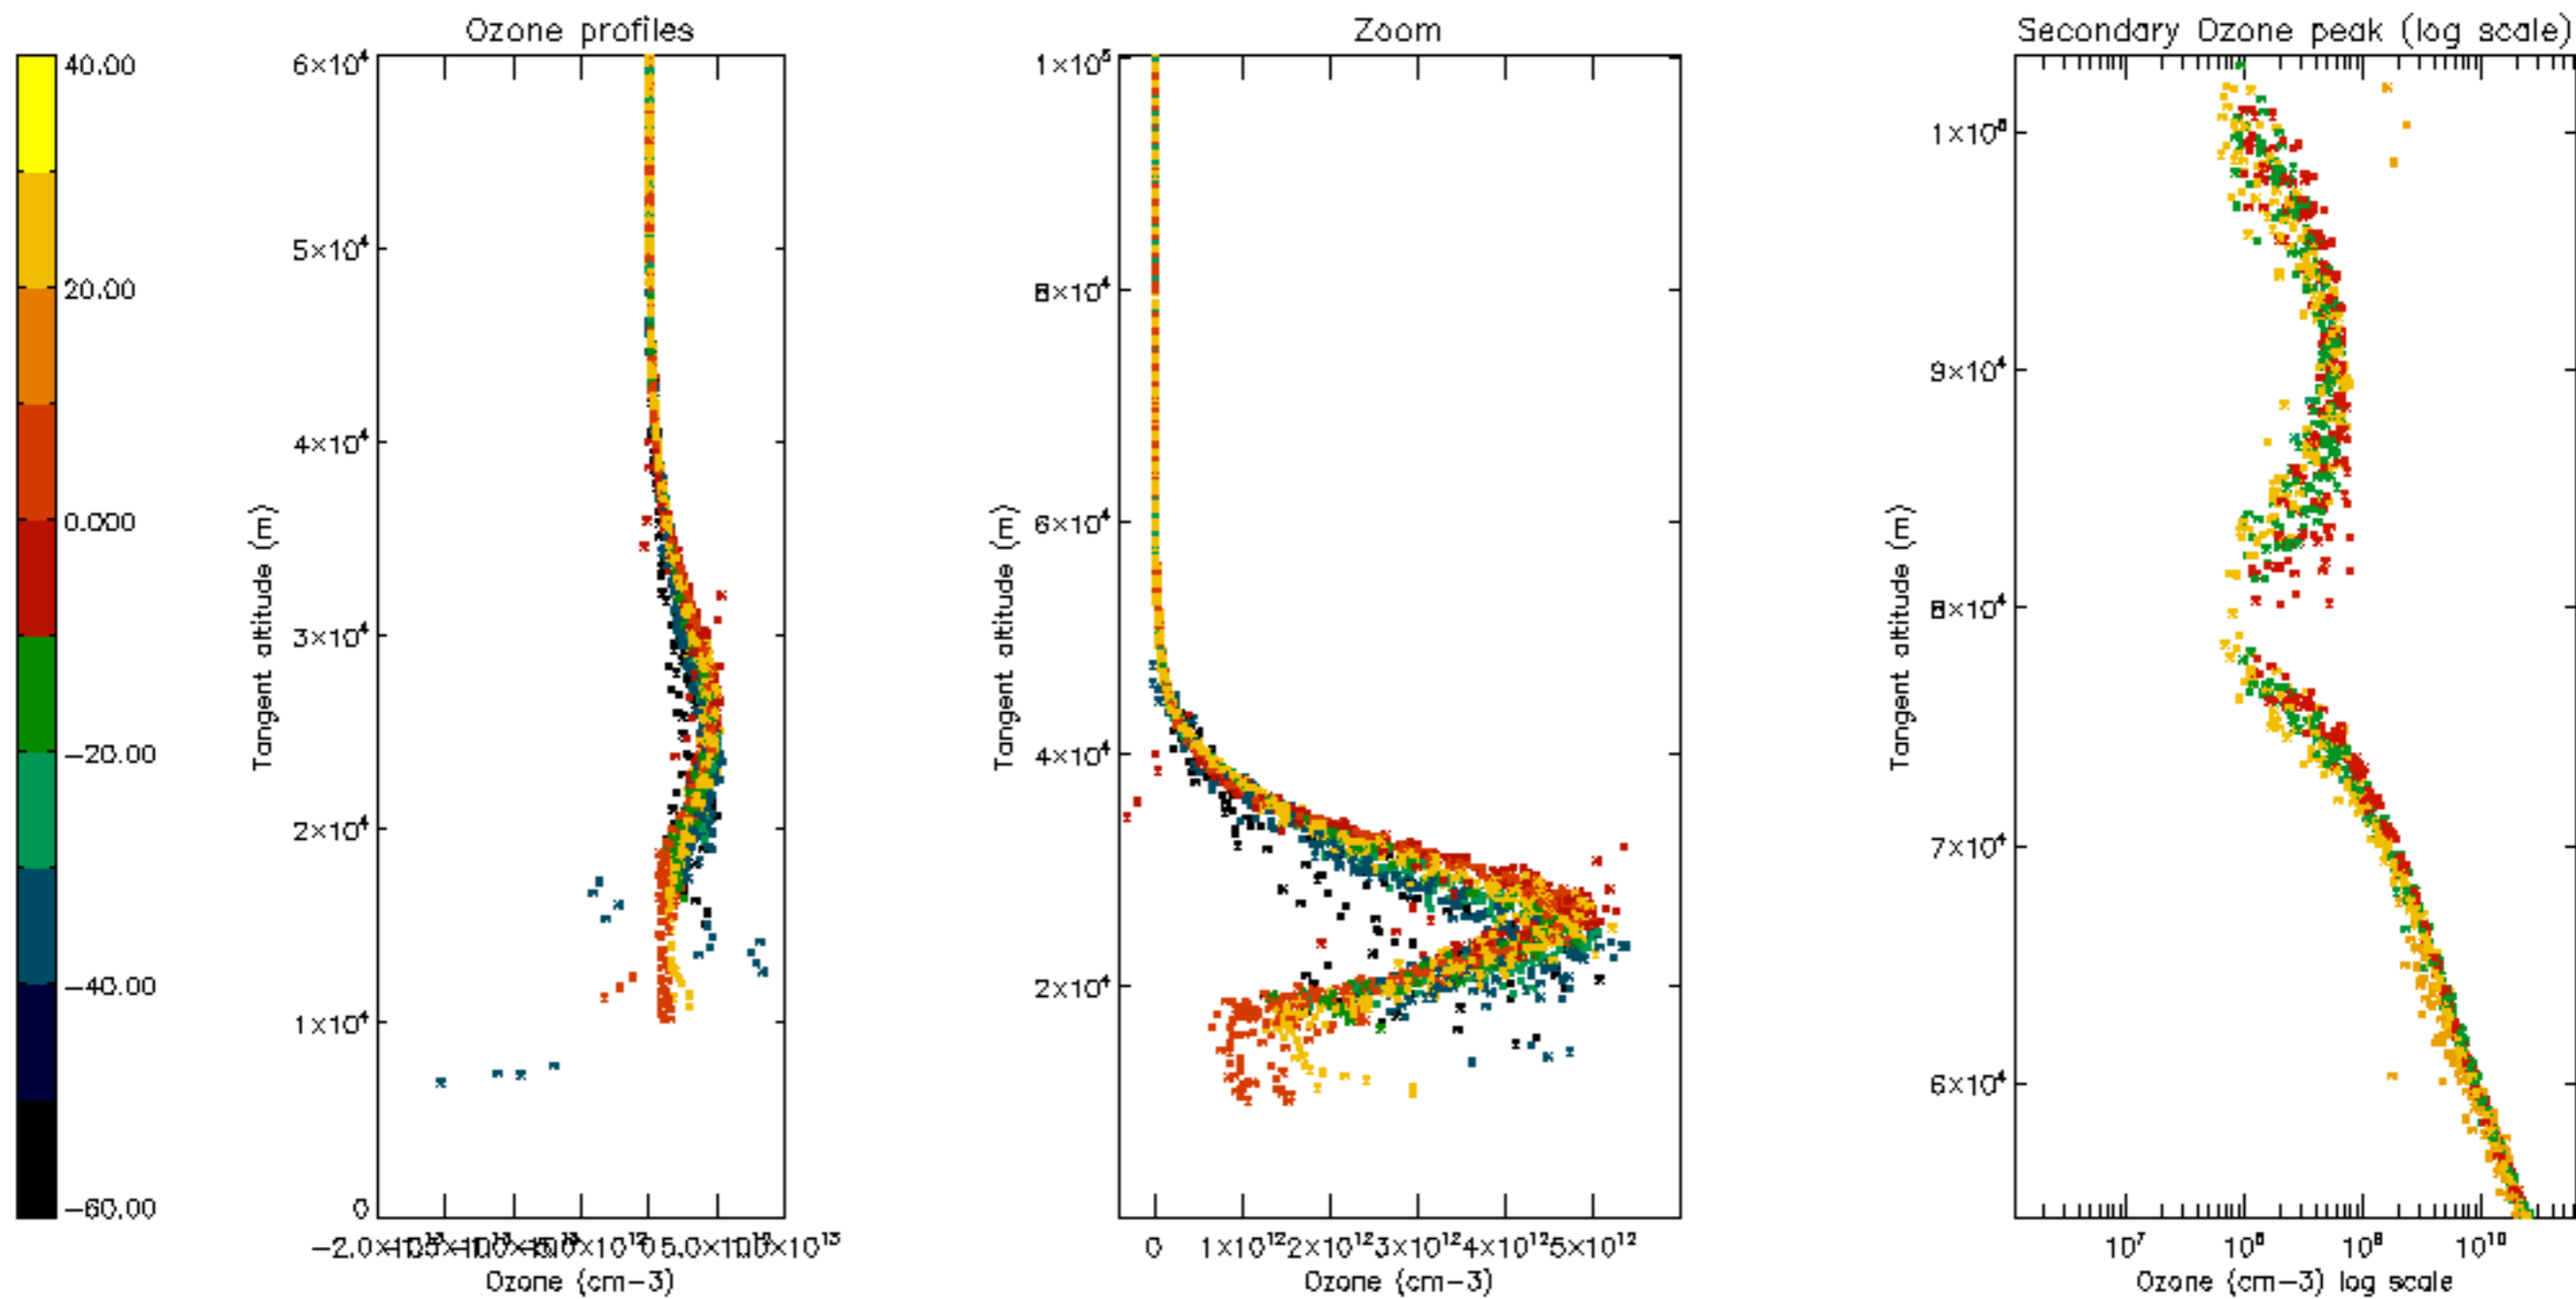 Ozone profiles
Zoom
Secondary Ozone peak (log scale)
40.00
20.00
0.000
−20.00
−40.00
−60.00
6×10⁴
5×10⁴
4×10⁴
3×10⁴
2×10⁴
1×10⁴
0
Tangent altitude (m)
Ozone (cm−3)
1×10⁵
8×10⁴
6×10⁴
4×10⁴
2×10⁴
Tangent altitude (m)
0 1×10¹² 2×10¹² 3×10¹² 4×10¹² 5×10¹²
Ozone (cm−3)
9×10⁴
8×10⁴
7×10⁴
6×10⁴
Tangent altitude (m)
10⁷ 10⁸ 10⁹ 10¹⁰
Ozone (cm−3) log scale